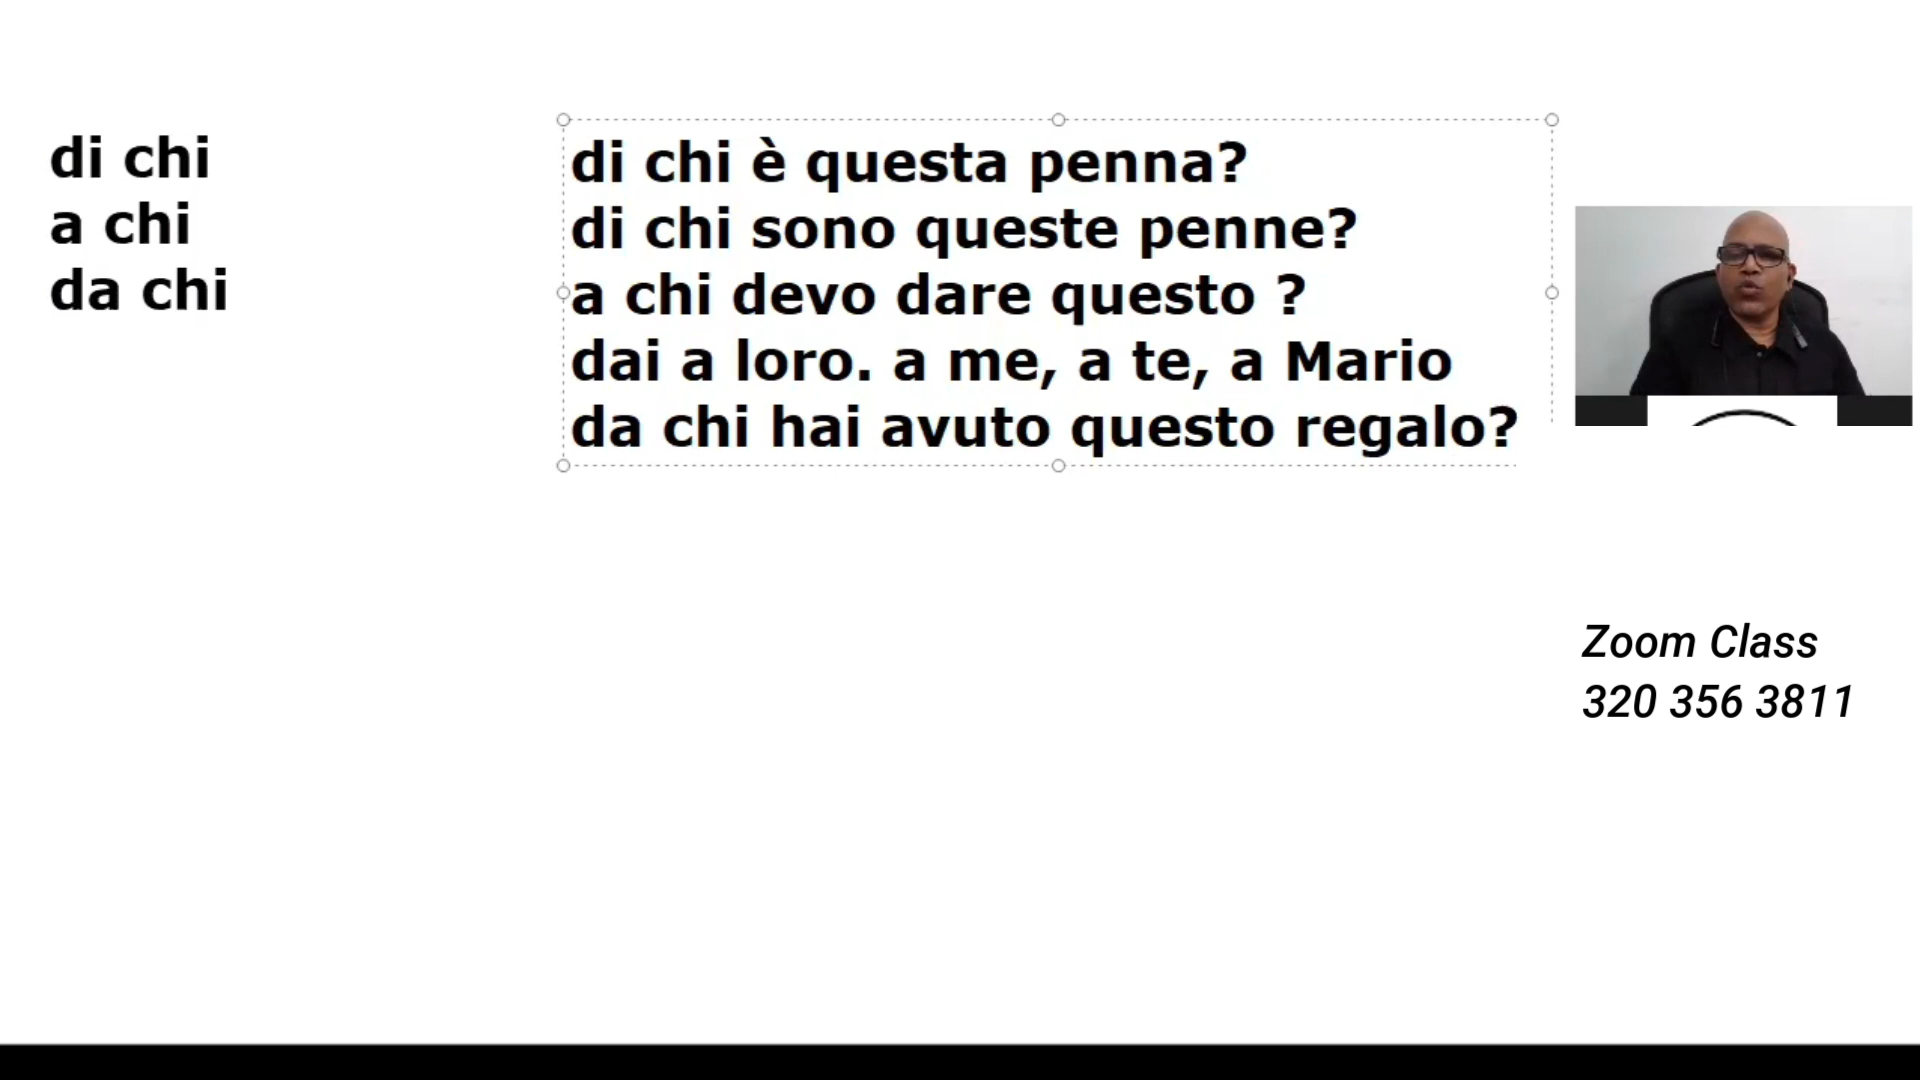 di chi
a chi
da chi
di chi è questa penna?
di chi sono queste penne?
a chi devo dare questo ?
dai a loro. a me, a te, a Mario
da chi hai avuto questo regalo?
Zoom Class
320 356 3811